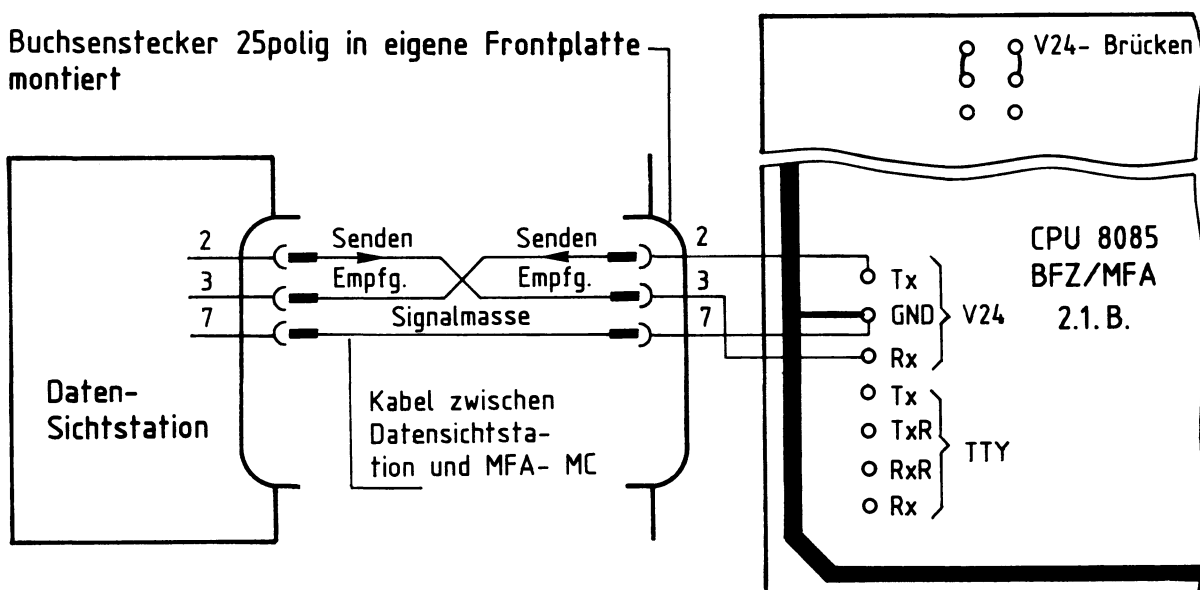 Buchsenstecker 25polig in eigene Frontplatte
montiert
V24- Brücken
2
Senden
Senden
2
3
Empfg.
Empfg.
3
7
Signalmasse
7
Daten-
Sichtstation
Kabel zwischen
Datensichtsta-
tion und MFA- MC
CPU 8085
BFZ/MFA
2.1.B.
Tx
GND
Rx
V24
Tx
TxR
RxR
Rx
TTY